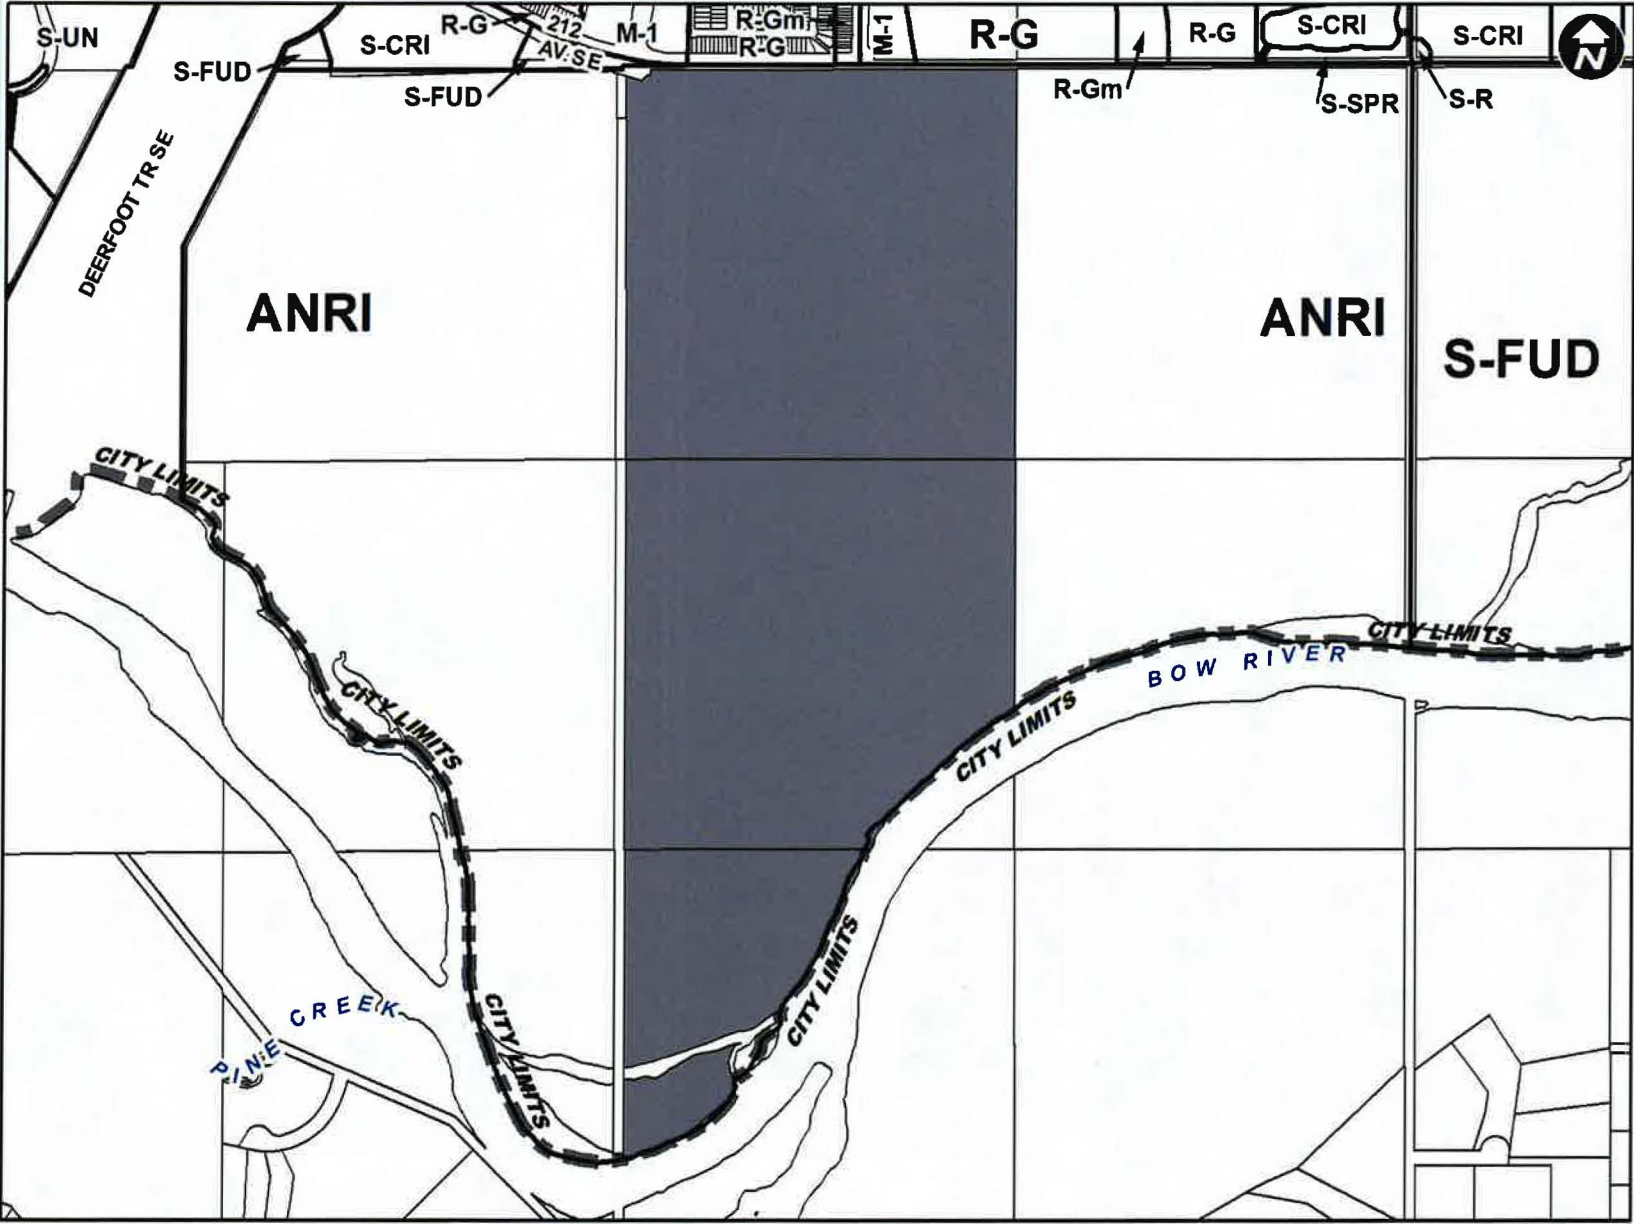 S-UN
S-FUD
S-CRI
R-G
212
AV. SE
S-FUD
M-1
R-Gm
R-G
M-1
R-G
R-Gm
R-G
S-CRI
S-SPR
S-R
S-CRI
N
DEERFOOT TR SE
ANRI
ANRI
S-FUD
CITY LIMITS
CITY LIMITS
BOW RIVER
CITY LIMITS
CITY LIMITS
CITY LIMITS
CITY LIMITS
PINE CREEK